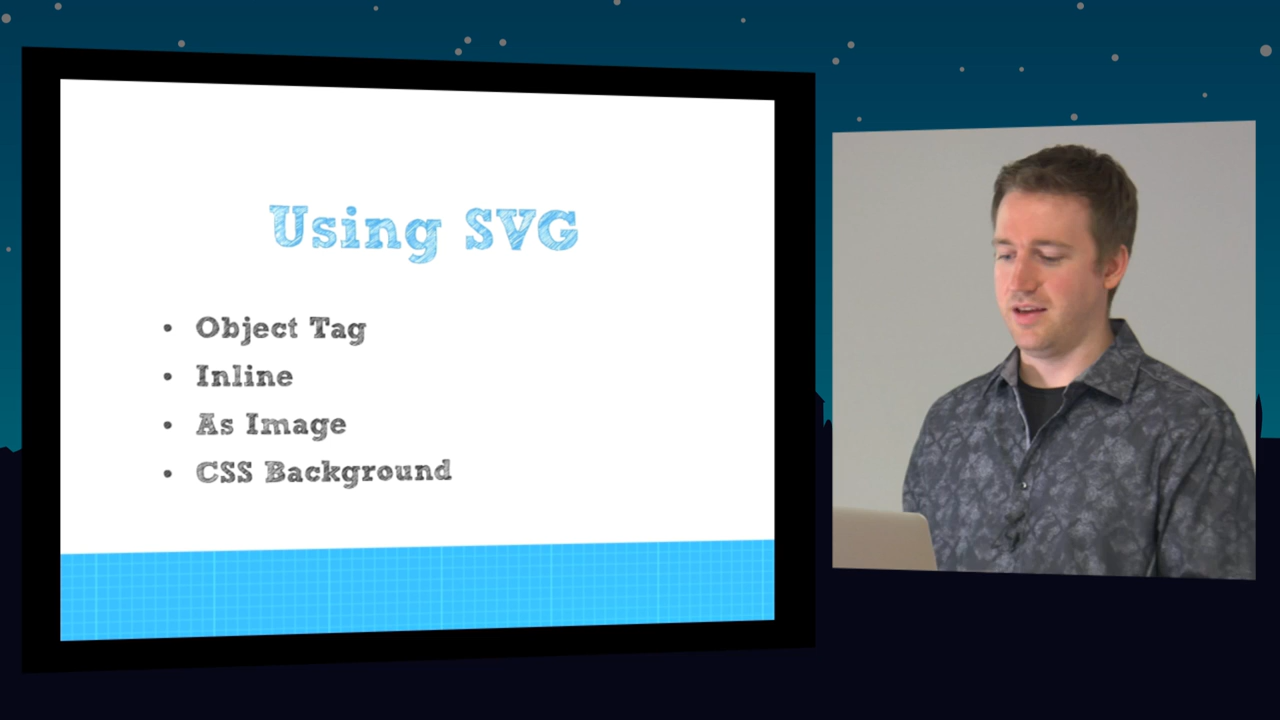 Using SVG
• Object Tag
• Inline
• As Image
• CSS Background